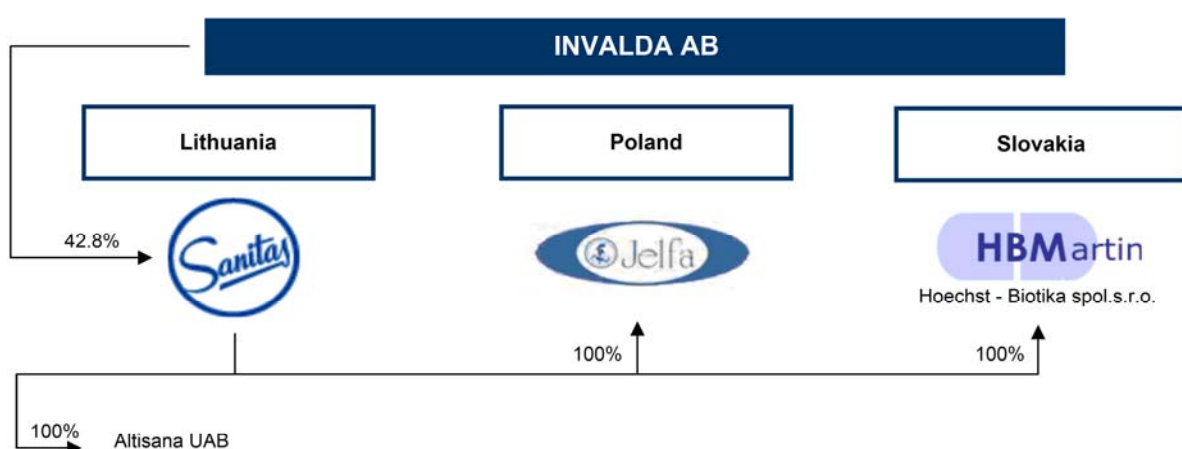 INVALDA AB
Lithuania
Poland
Slovakia
42.8%
Sanitas
Jelfa
HBMartin
Hoechst - Biotika spol.s.r.o.
100%
100%
100%
Altisana UAB